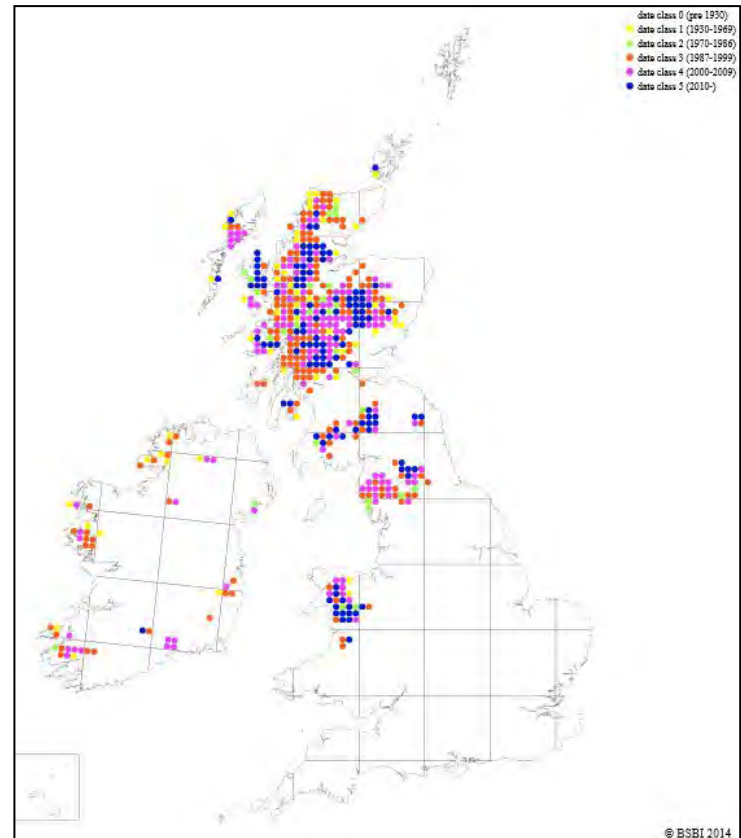 date class 0 (pre 1930)
date class 1 (1930-1969)
date class 2 (1970-1986)
date class 3 (1987-1999)
date class 4 (2000-2009)
date class 5 (2010-)
© BSBI 2014